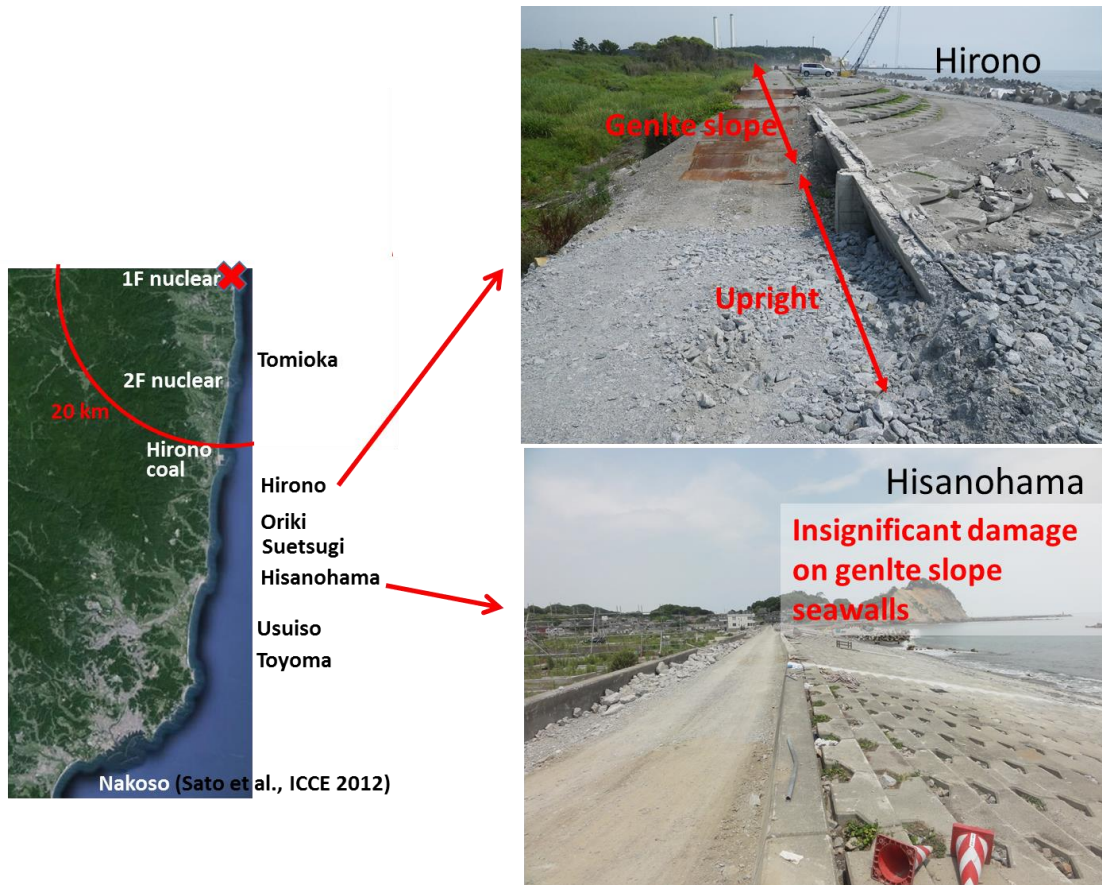 1F nuclear
Tomioka
2F nuclear
20 km
Hirono
coal
Hirono
Oriki
Suetsugi
Hisanohama
Usuiso
Toyoma
Nakoso (Sato et al., ICCE 2012)
Hirono
Genlte slope
Upright
Hisanohama
Insignificant damage
on genlte slope
seawalls